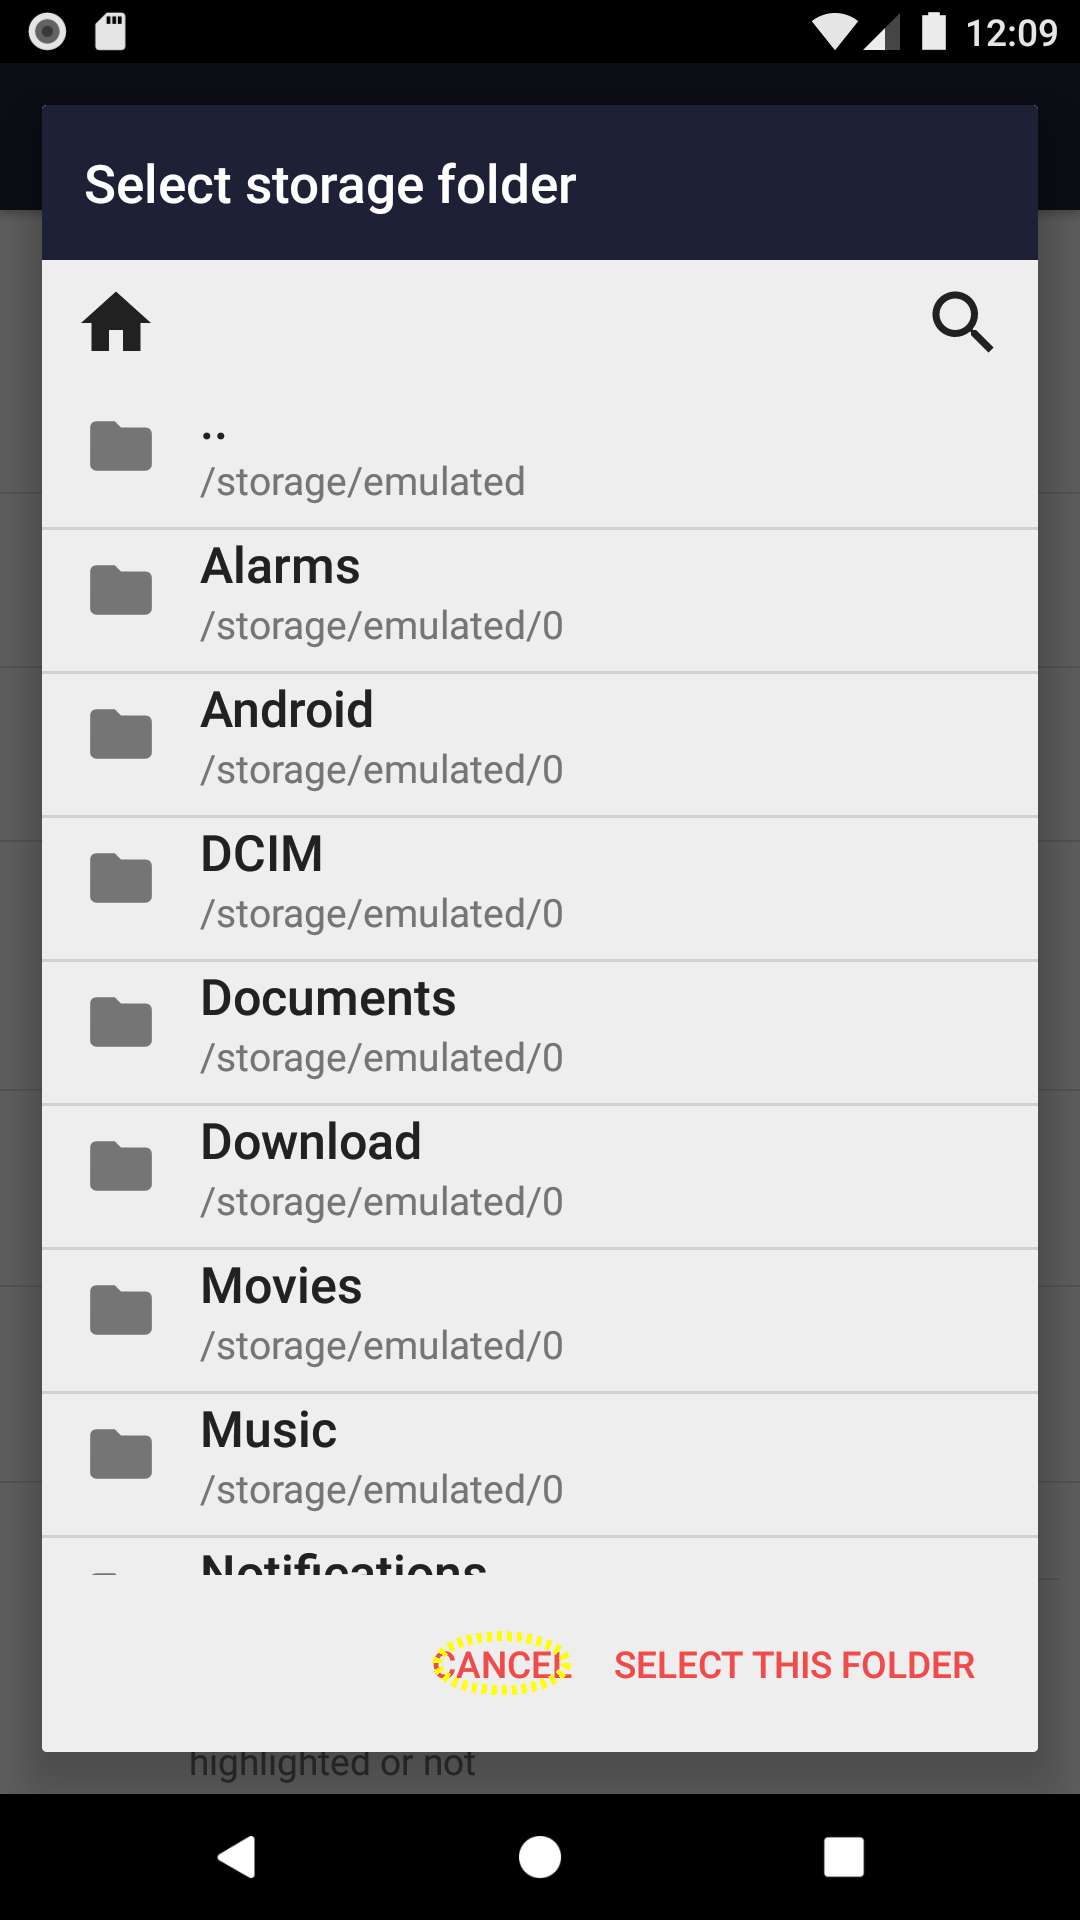 12:09
Select storage folder
..
/storage/emulated
Alarms
/storage/emulated/0
Android
/storage/emulated/0
DCIM
/storage/emulated/0
Documents
/storage/emulated/0
Download
/storage/emulated/0
Movies
/storage/emulated/0
Music
/storage/emulated/0
Notifications
CANCEL SELECT THIS FOLDER
highlighted or not